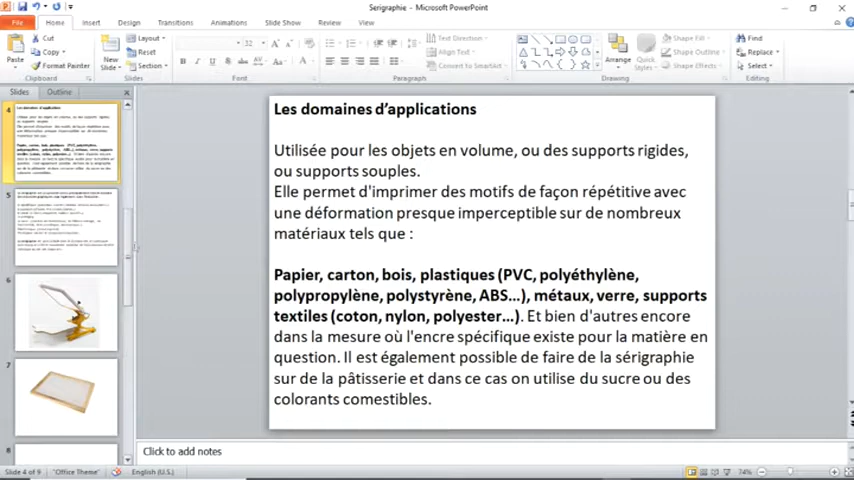 Serigraphie - Microsoft PowerPoint
File
Home
Insert
Design
Transitions
Animations
Slide Show
Review
View
Paste
Cut
Copy
Format Painter
Clipboard
New Slide
Layout
Reset
Section
Slides
32
Font
Text Direction
Align Text
Convert to SmartArt
Paragraph
Arrange
Quick Styles
Shape Fill
Shape Outline
Shape Effects
Drawing
Find
Replace
Select
Editing
Slides
Outline
4
5
6
7
8
Les domaines d'applications
Utilisée pour les objets en volume, ou des supports rigides,
ou supports souples.
Elle permet d'imprimer des motifs de façon répétitive avec
une déformation presque imperceptible sur de nombreux
matériaux tels que :
Papier, carton, bois, plastiques (PVC, polyéthylène,
polypropylène, polystyrène, ABS…), métaux, verre, supports
textiles (coton, nylon, polyester…). Et bien d'autres encore
dans la mesure où l'encre spécifique existe pour la matière en
question. Il est également possible de faire de la sérigraphie
sur de la pâtisserie et dans ce cas on utilise du sucre ou des
colorants comestibles.
Click to add notes
Slide 4 of 9
"Office Theme"
English (U.S.)
74%